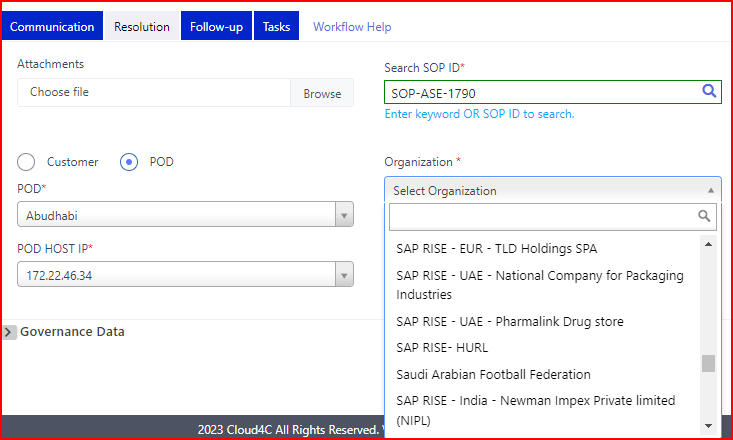 Communication Resolution Follow-up Tasks Workflow Help
Attachments
Choose file Browse
Search SOP ID*
SOP-ASE-1790
Enter keyword OR SOP ID to search.
Customer POD
POD*
Abudhabi
POD HOST IP*
172.22.46.34
Organization *
Select Organization
SAP RISE - EUR - TLD Holdings SPA
SAP RISE - UAE - National Company for Packaging
Industries
SAP RISE - UAE - Pharmalink Drug store
SAP RISE- HURL
Saudi Arabian Football Federation
SAP RISE - India - Newman Impex Private limited
(NIPL)
Governance Data
2023 Cloud4C All Rights Reserved.